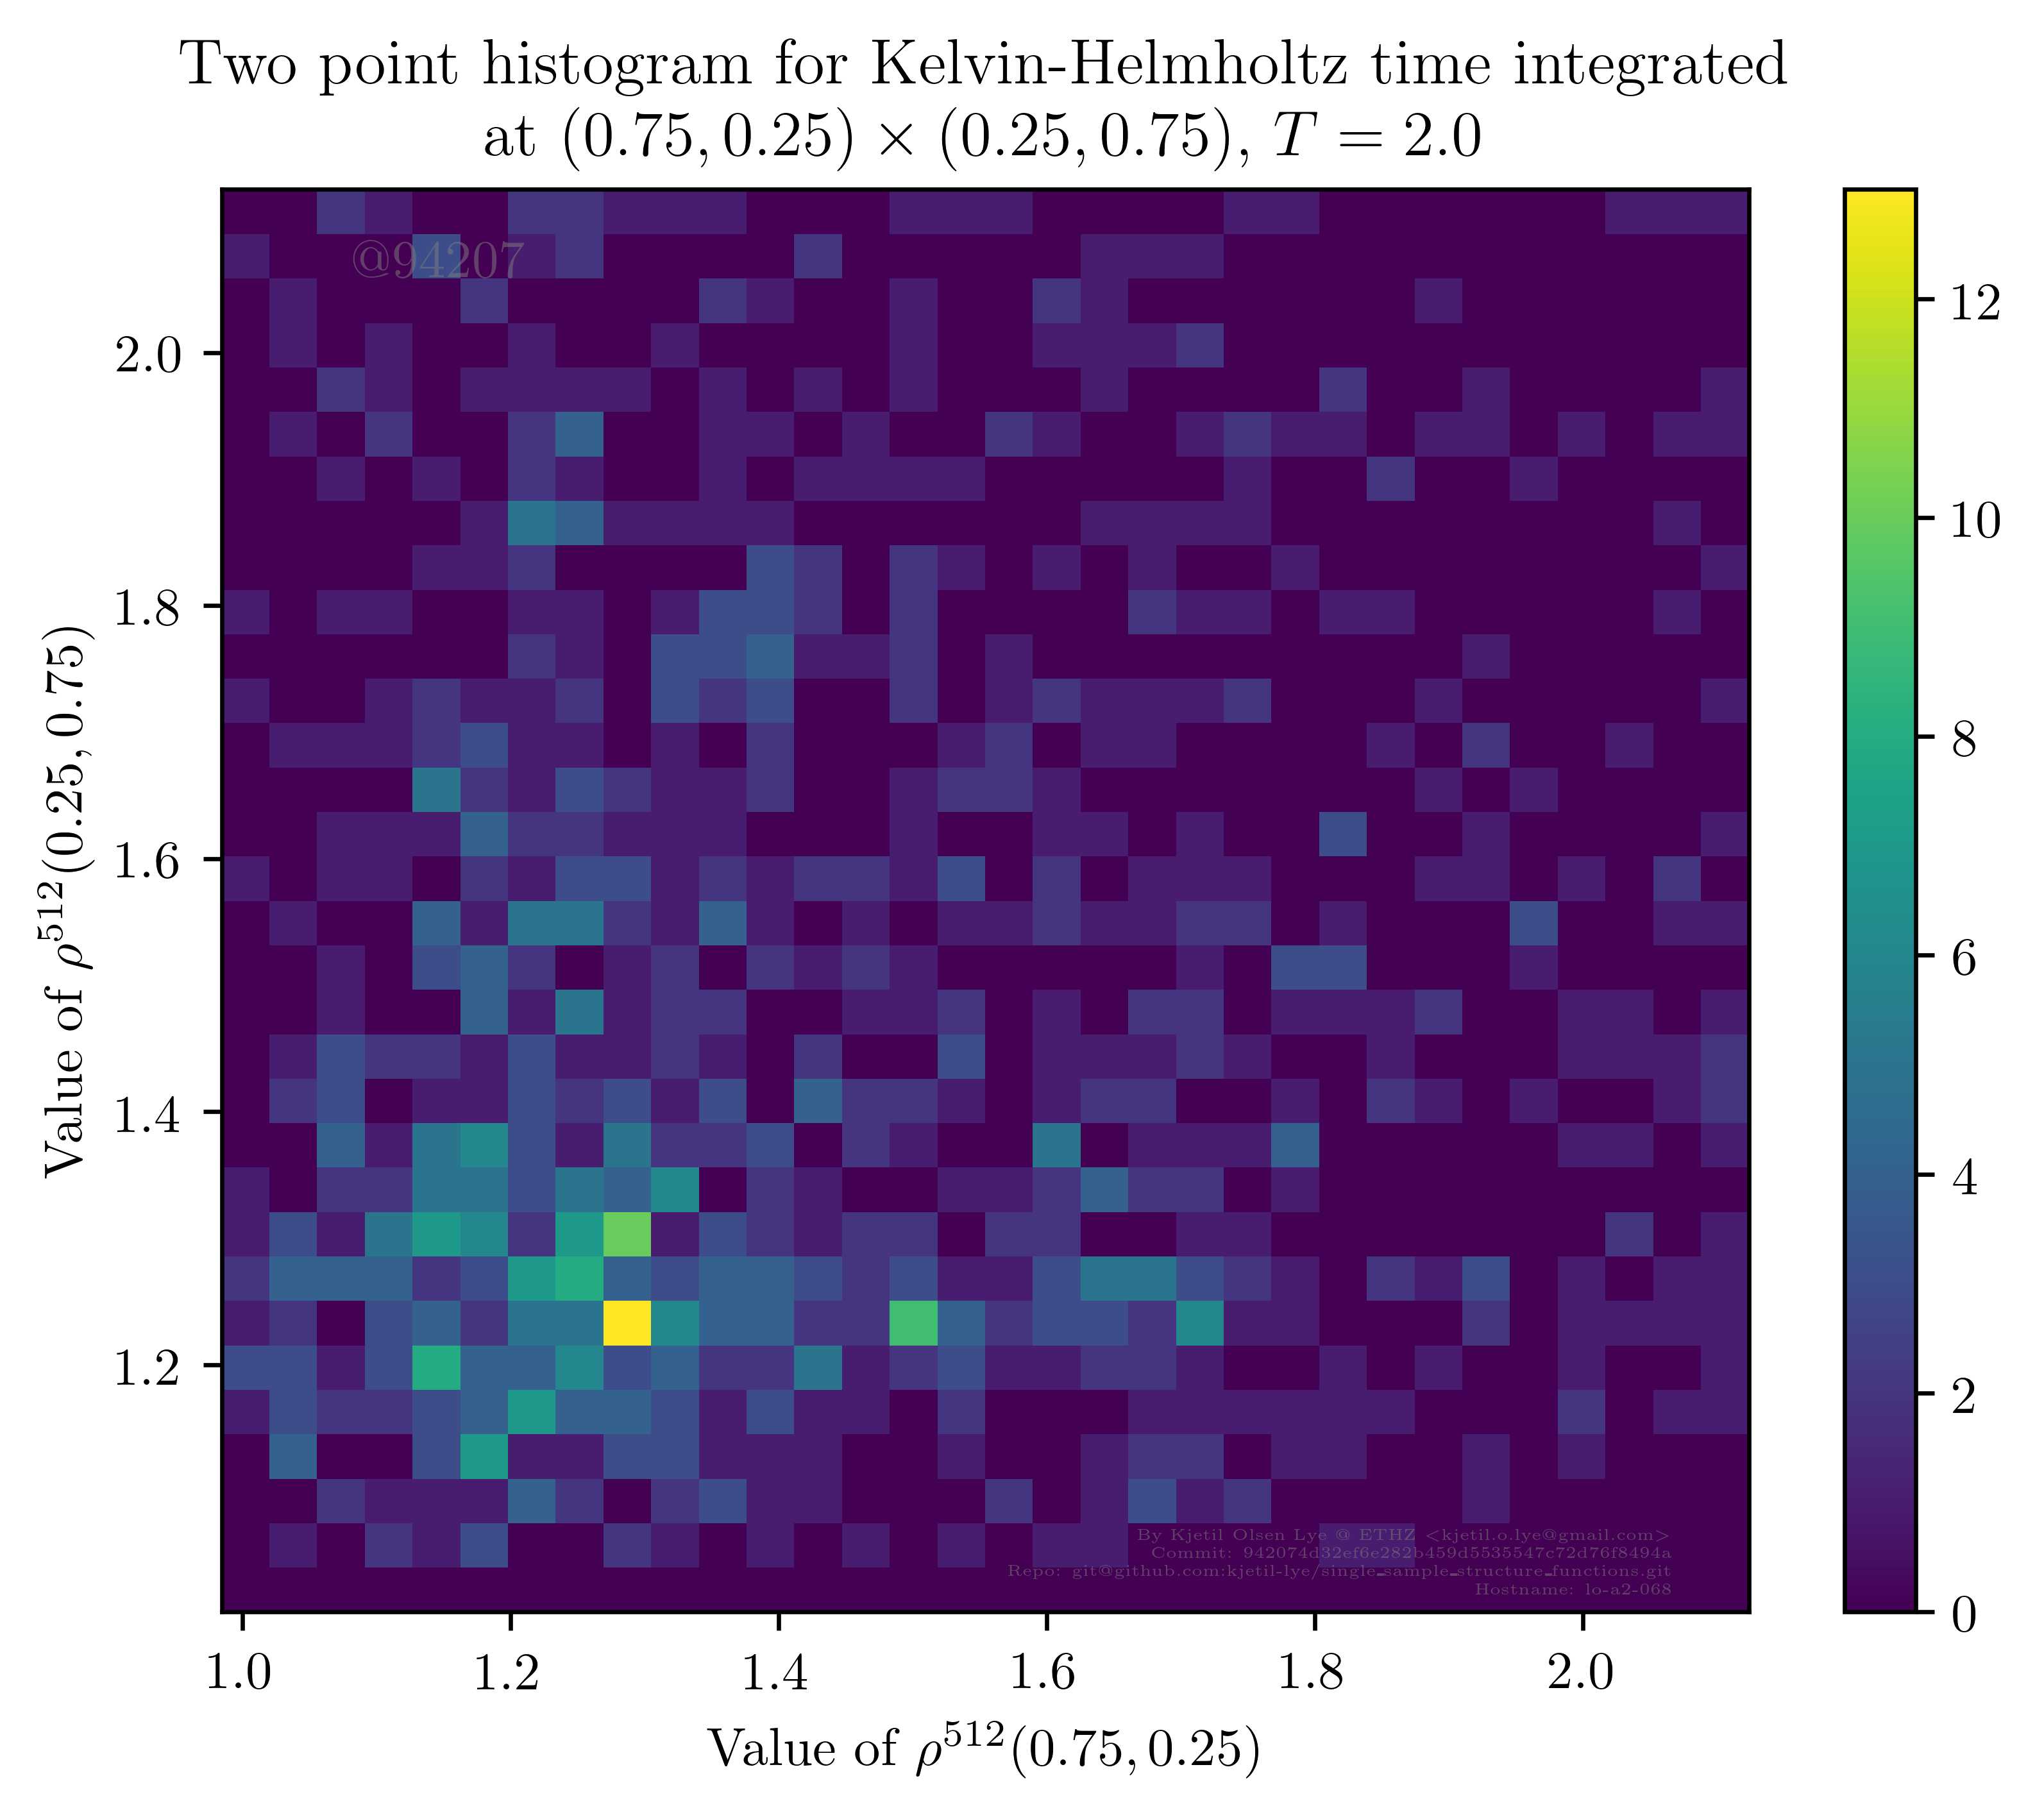 Two point histogram for Kelvin-Helmholtz time integrated
at (0.75, 0.25) × (0.25, 0.75), T = 2.0
@94207
2.0
1.8
1.6
1.4
1.2
Value of ρ⁵¹²(0.25, 0.75)
12
10
8
6
4
2
0
By Kjetil Olsen Lye @ ETHZ <kjetil.o.lye@gmail.com>
Commit: 942074d32ef6e282b459d5535547c72d76f8494a
Repo: git@github.com:kjetil-lye/single_sample_structure_functions.git
Hostname: lo-a2-068
1.0 1.2 1.4 1.6 1.8 2.0
Value of ρ⁵¹²(0.75, 0.25)